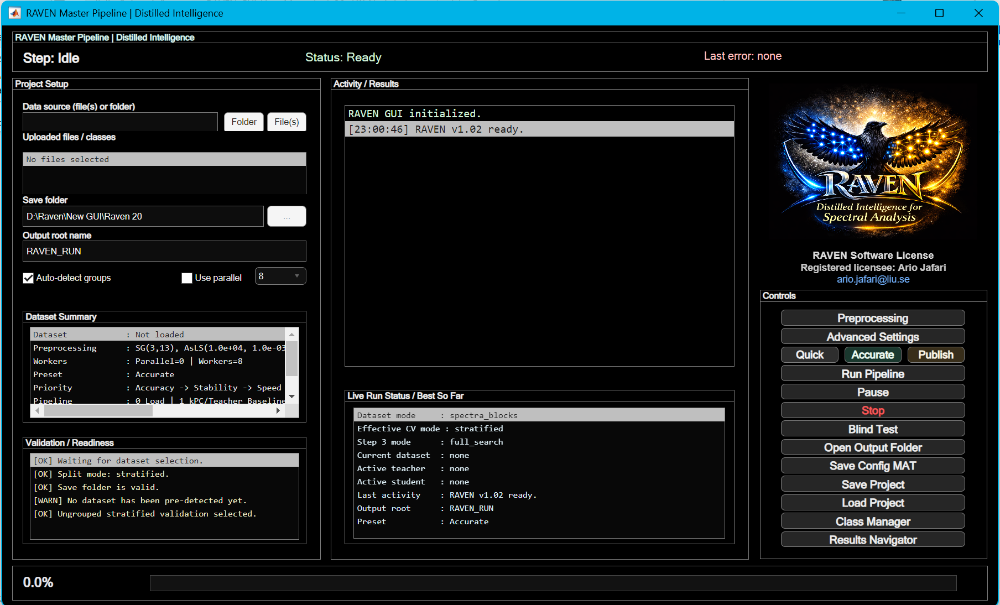 RAVEN Master Pipeline | Distilled Intelligence
RAVEN Master Pipeline | Distilled Intelligence
Step: Idle
Status: Ready
Last error: none
Project Setup
Data source (file(s) or folder)
Folder
File(s)
Uploaded files / classes
No files selected
Save folder
D:\Raven\New GUI\Raven 20
...
Output root name
RAVEN_RUN
Auto-detect groups
Use parallel
8
Dataset Summary
Dataset : Not loaded
Preprocessing : SG(3,13), AsLS(1.0e+04, 1.0e-03
Workers : Parallel=0 | Workers=8
Preset : Accurate
Priority : Accuracy -> Stability -> Speed
Pipeline : 0 Load | 1 kPC/Teacher Baseline
Validation / Readiness
[OK] Waiting for dataset selection.
[OK] Split mode: stratified.
[OK] Save folder is valid.
[WARN] No dataset has been pre-detected yet.
[OK] Ungrouped stratified validation selected.
Activity / Results
RAVEN GUI initialized.
[23:00:46] RAVEN v1.02 ready.
Live Run Status / Best So Far
Dataset mode : spectra_blocks
Effective CV mode : stratified
Step 3 mode : full_search
Current dataset : none
Active teacher : none
Active student : none
Last activity : RAVEN v1.02 ready.
Output root : RAVEN_RUN
Preset : Accurate
RAVEN
Distilled Intelligence for
Spectral Analysis
RAVEN Software License
Registered licensee: Ario Jafari
ario.jafari@liu.se
Controls
Preprocessing
Advanced Settings
Quick
Accurate
Publish
Run Pipeline
Pause
Stop
Blind Test
Open Output Folder
Save Config MAT
Save Project
Load Project
Class Manager
Results Navigator
0.0%